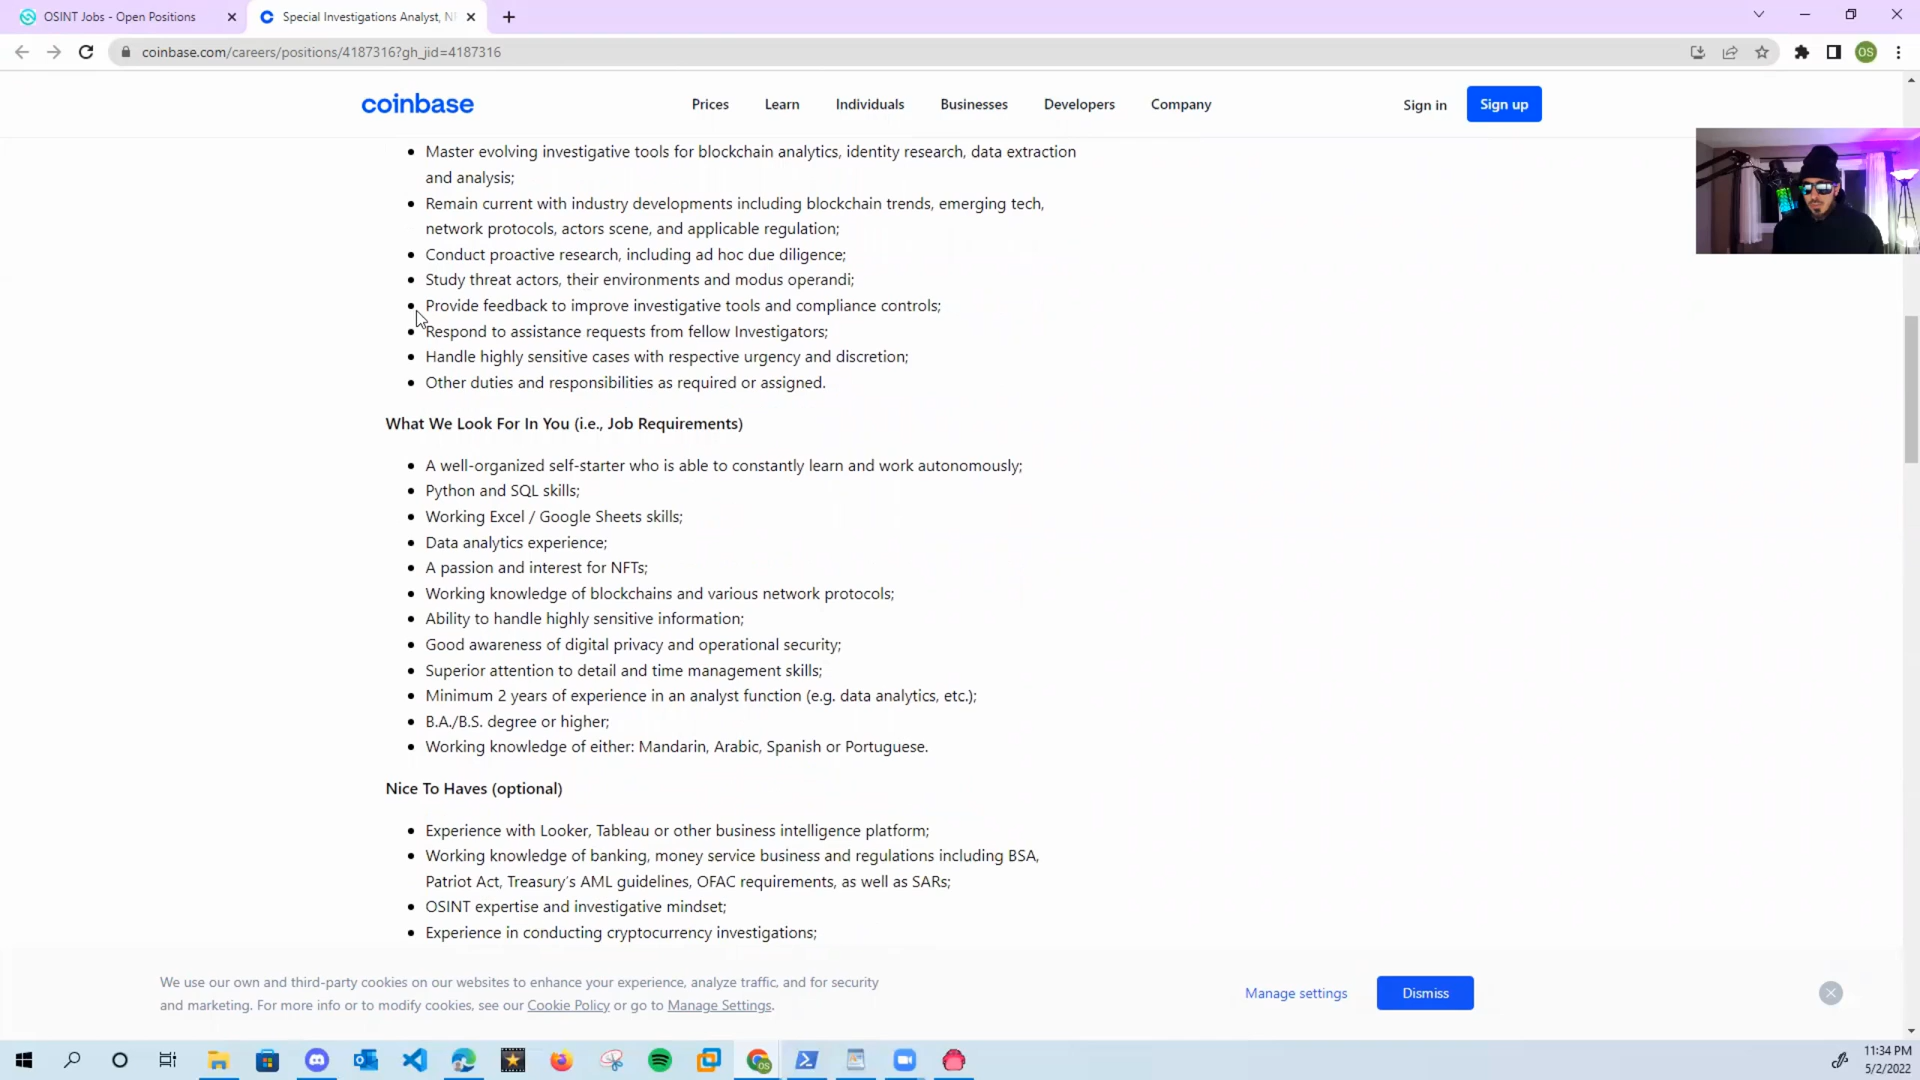 OSINT Jobs - Open Positions
Special Investigations Analyst, NF
coinbase.com/careers/positions/4187316?gh_jid=4187316
OS
coinbase
Prices
Learn
Individuals
Businesses
Developers
Company
Sign in
Sign up
Master evolving investigative tools for blockchain analytics, identity research, data extraction
and analysis;
Remain current with industry developments including blockchain trends, emerging tech,
network protocols, actors scene, and applicable regulation;
Conduct proactive research, including ad hoc due diligence;
Study threat actors, their environments and modus operandi;
Provide feedback to improve investigative tools and compliance controls;
Respond to assistance requests from fellow Investigators;
Handle highly sensitive cases with respective urgency and discretion;
Other duties and responsibilities as required or assigned.
What We Look For In You (i.e., Job Requirements)
A well-organized self-starter who is able to constantly learn and work autonomously;
Python and SQL skills;
Working Excel / Google Sheets skills;
Data analytics experience;
A passion and interest for NFTs;
Working knowledge of blockchains and various network protocols;
Ability to handle highly sensitive information;
Good awareness of digital privacy and operational security;
Superior attention to detail and time management skills;
Minimum 2 years of experience in an analyst function (e.g. data analytics, etc.);
B.A./B.S. degree or higher;
Working knowledge of either: Mandarin, Arabic, Spanish or Portuguese.
Nice To Haves (optional)
Experience with Looker, Tableau or other business intelligence platform;
Working knowledge of banking, money service business and regulations including BSA,
Patriot Act, Treasury's AML guidelines, OFAC requirements, as well as SARs;
OSINT expertise and investigative mindset;
Experience in conducting cryptocurrency investigations;
We use our own and third-party cookies on our websites to enhance your experience, analyze traffic, and for security
and marketing. For more info or to modify cookies, see our Cookie Policy or go to Manage Settings.
Manage settings
Dismiss
11:34 PM
5/2/2022